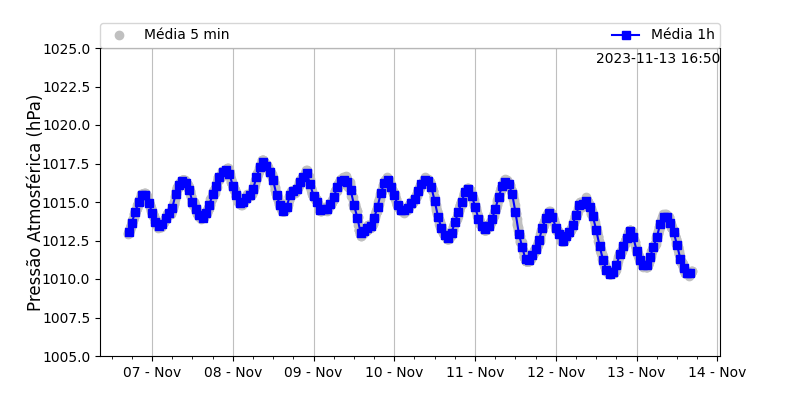 Média 5 min
Média 1h
2023-11-13 16:50
Pressão Atmosférica (hPa)
1025.0
1022.5
1020.0
1017.5
1015.0
1012.5
1010.0
1007.5
1005.0
07 - Nov
08 - Nov
09 - Nov
10 - Nov
11 - Nov
12 - Nov
13 - Nov
14 - Nov